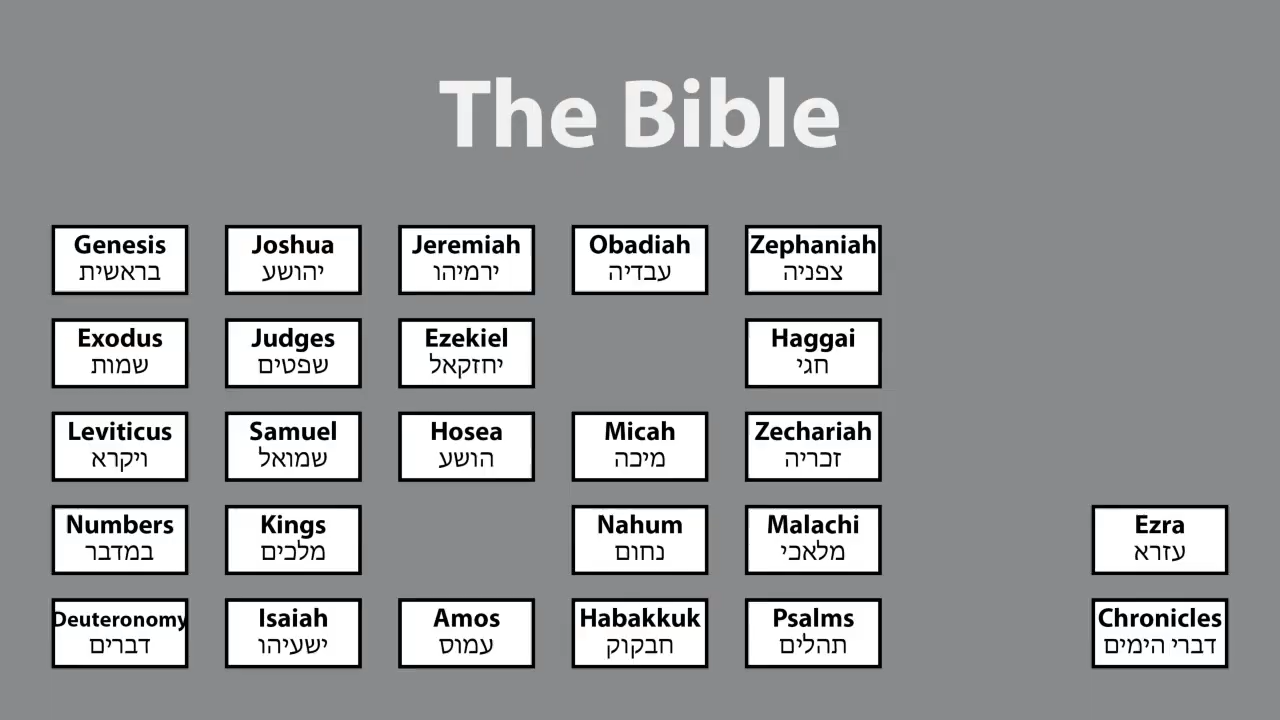 The Bible
Genesis
בראשית
Joshua
יהושע
Jeremiah
ירמיהו
Obadiah
עבדיה
Zephaniah
צפניה
Exodus
שמות
Judges
שפטים
Ezekiel
יחזקאל
Haggai
חגי
Leviticus
ויקרא
Samuel
שמואל
Hosea
הושע
Micah
מיכה
Zechariah
זכריה
Numbers
במדבר
Kings
מלכים
Nahum
נחום
Malachi
מלאכי
Ezra
עזרא
Deuteronomy
דברים
Isaiah
ישעיהו
Amos
עמוס
Habakkuk
חבקוק
Psalms
תהלים
Chronicles
דברי הימים